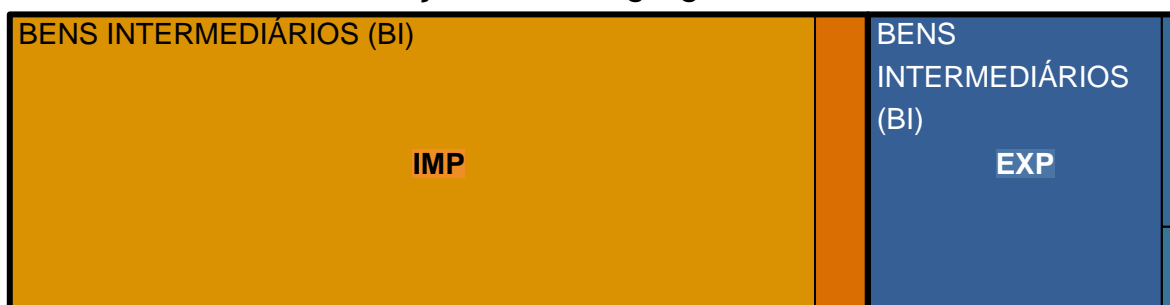 BENS INTERMEDIÁRIOS (BI)
IMP
BENS
INTERMEDIÁRIOS
(BI)
EXP